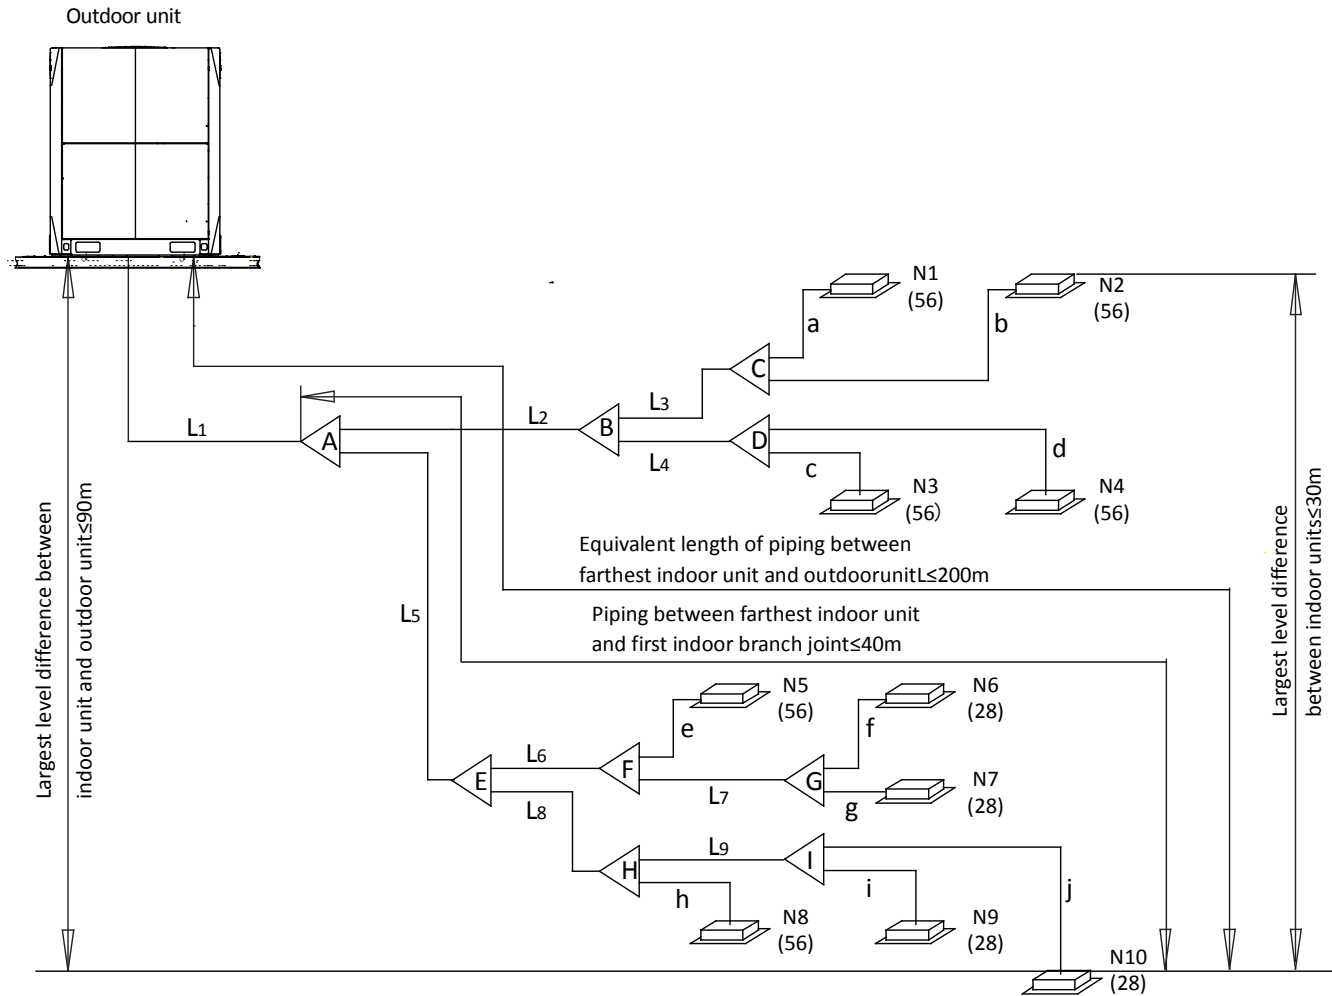 Outdoor unit
N1
(56)
N2
(56)
a
b
C
L3
L2
B
L1
A
L4
D
c
d
N3
(56)
N4
(56)
Equivalent length of piping between
farthest indoor unit and outdoorunitL≤200m
Piping between farthest indoor unit
and first indoor branch joint≤40m
Largest level difference between
indoor unit and outdoor unit≤90m
Largest level difference
between indoor units≤30m
L5
N5
(56)
N6
(28)
e
f
L6
F
E
G
L7
g
N7
(28)
L8
L9
I
H
h
i
j
N8
(56)
N9
(28)
N10
(28)